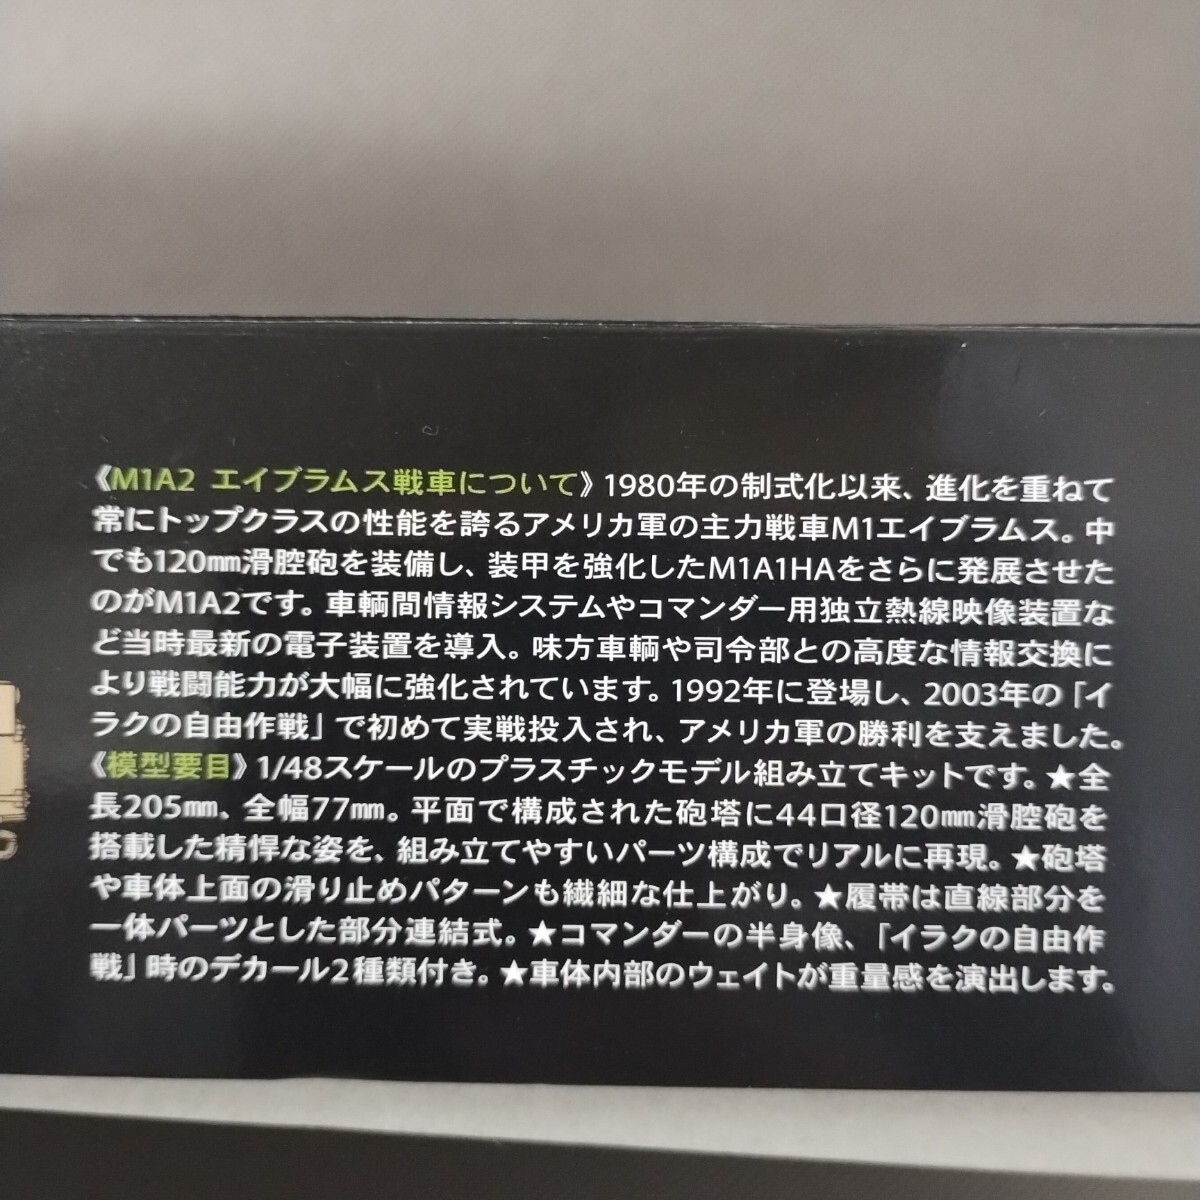 《M1A2 エイブラムス戦車について》1980年の制式化以来、進化を重ねて
常にトップクラスの性能を誇るアメリカ軍の主力戦車M1エイブラムス。中
でも120㎜滑腔砲を装備し、装甲を強化したM1A1HAをさらに発展させた
のがM1A2です。車輌間情報システムやコマンダー用独立熱線映像装置な
ど当時最新の電子装置を導入。味方車輌や司令部との高度な情報交換に
より戦闘能力が大幅に強化されています。1992年に登場し、2003年の「イ
ラクの自由作戦」で初めて実戦投入され、アメリカ軍の勝利を支えました。
《模型要目》1/48スケールのプラスチックモデル組み立てキットです。★全
長205㎜、全幅77㎜。平面で構成された砲塔に44口径120㎜滑腔砲を
搭載した精悍な姿を、組み立てやすいパーツ構成でリアルに再現。★砲塔
や車体上面の滑り止めパターンも繊細な仕上がり。★履帯は直線部分を
一体パーツとした部分連結式。★コマンダーの半身像、「イラクの自由作
戦」時のデカール2種類付き。★車体内部のウェイトが重量感を演出します。